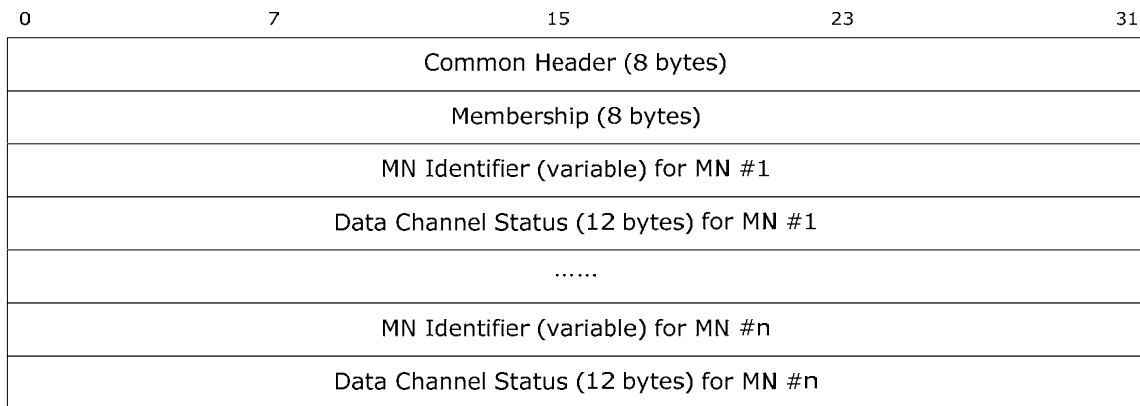 0 7 15 23 31
Common Header (8 bytes)
Membership (8 bytes)
MN Identifier (variable) for MN #1
Data Channel Status (12 bytes) for MN #1
......
MN Identifier (variable) for MN #n
Data Channel Status (12 bytes) for MN #n